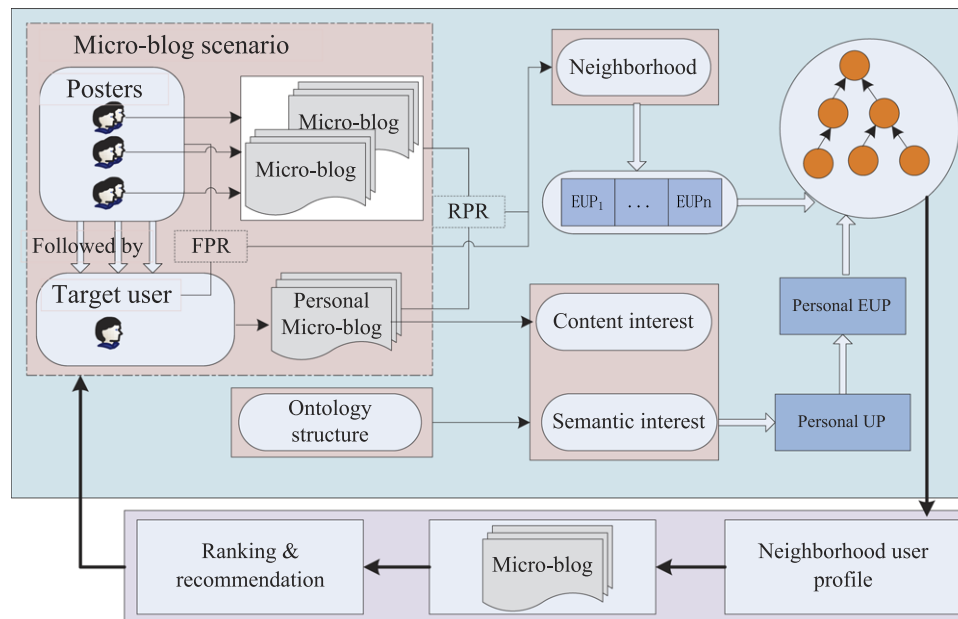 Micro-blog scenario
Posters
Micro-blog
Micro-blog
Followed by
FPR
RPR
Target user
Personal
Micro-blog
Neighborhood
EUP1 ... EUPn
Content interest
Semantic interest
Ontology
structure
Personal EUP
Personal UP
Ranking &
recommendation
Micro-blog
Neighborhood user
profile